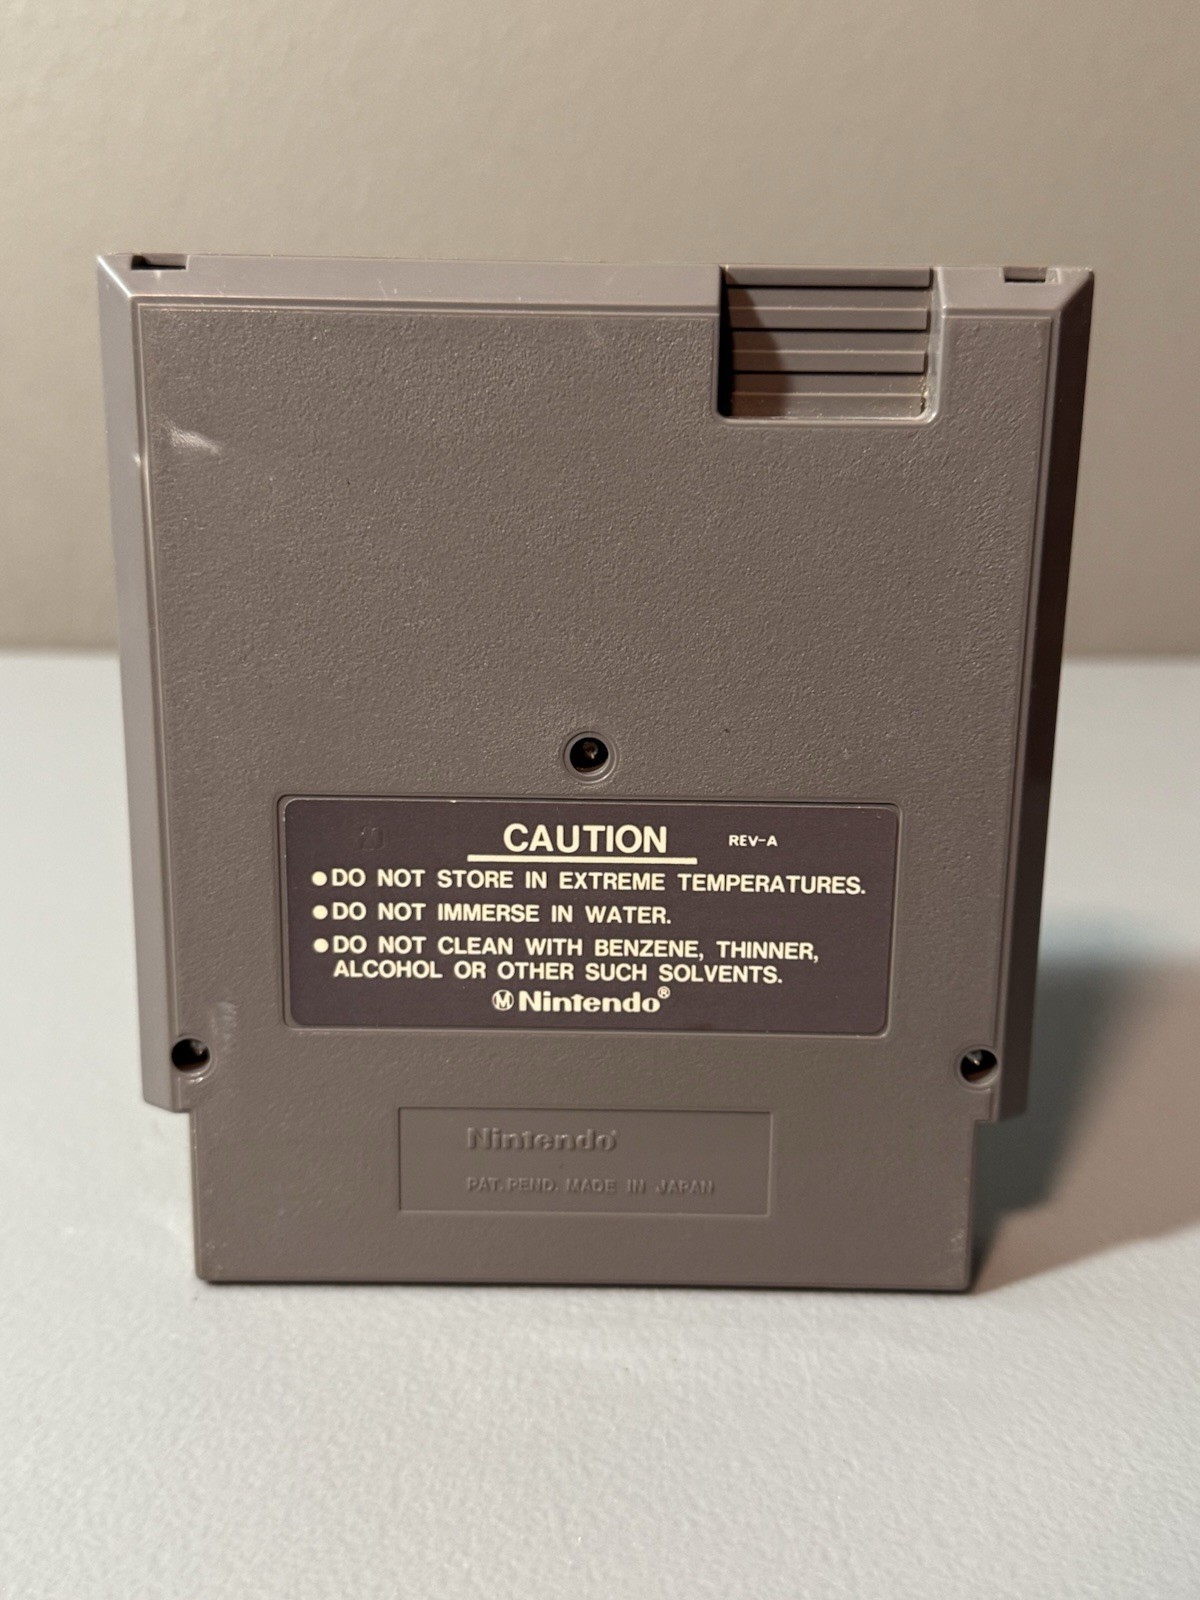 CAUTION REV-A
●DO NOT STORE IN EXTREME TEMPERATURES.
●DO NOT IMMERSE IN WATER.
●DO NOT CLEAN WITH BENZENE, THINNER,
ALCOHOL OR OTHER SUCH SOLVENTS.
Ⓜ Nintendo®
Nintendo
PAT. PEND. MADE IN JAPAN